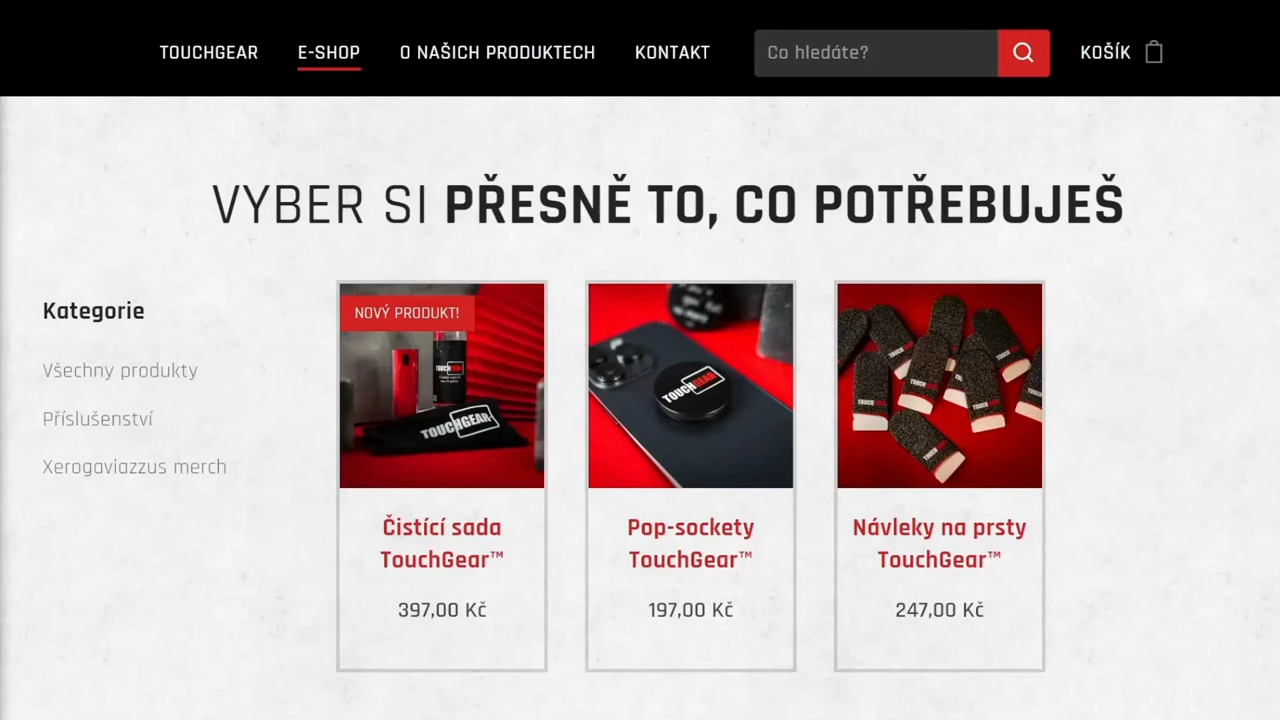 TOUCHGEAR E-SHOP O NAŠICH PRODUKTECH KONTAKT Co hledáte? KOŠÍK
VYBER SI PŘESNĚ TO, CO POTŘEBUJEŠ
Kategorie
Všechny produkty
Příslušenství
Xerogaviazzus merch
NOVÝ PRODUKT!
TOUCHGEAR
TOUCHGEAR
Čistící sada
TouchGear™
397,00 Kč
TOUCHGEAR
Pop-sockety
TouchGear™
197,00 Kč
Návleky na prsty
TouchGear™
247,00 Kč